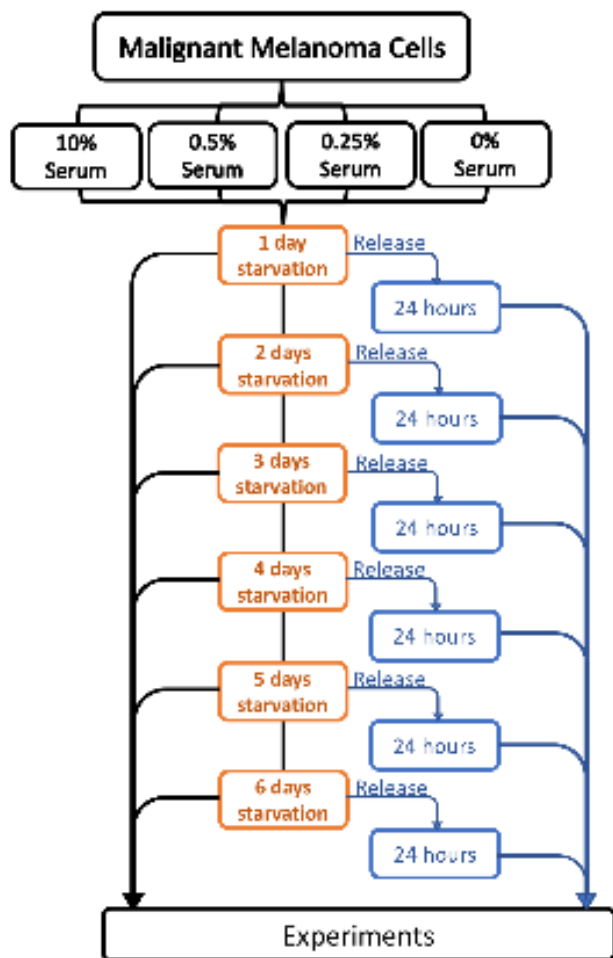 Malignant Melanoma Cells
10%
Serum
0.5%
Serum
0.25%
Serum
0%
Serum
1 day
starvation
Release
24 hours
2 days
starvation
Release
24 hours
3 days
starvation
Release
24 hours
4 days
starvation
Release
24 hours
5 days
starvation
Release
24 hours
6 days
starvation
Release
24 hours
Experiments